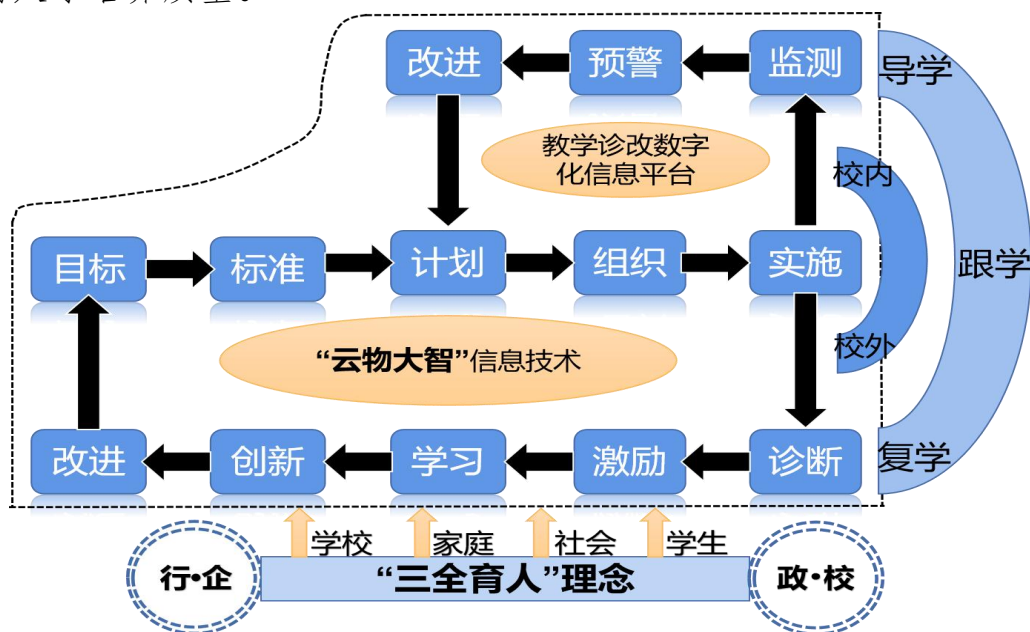 改进 预警 监测
导学
教学诊改数字
化信息平台
校内
目标 标准 计划 组织 实施
跟学
“云物大智”信息技术
校外
改进 创新 学习 激励 诊断
复学
学校 家庭 社会 学生
行·企
“三全育人”理念
政·校